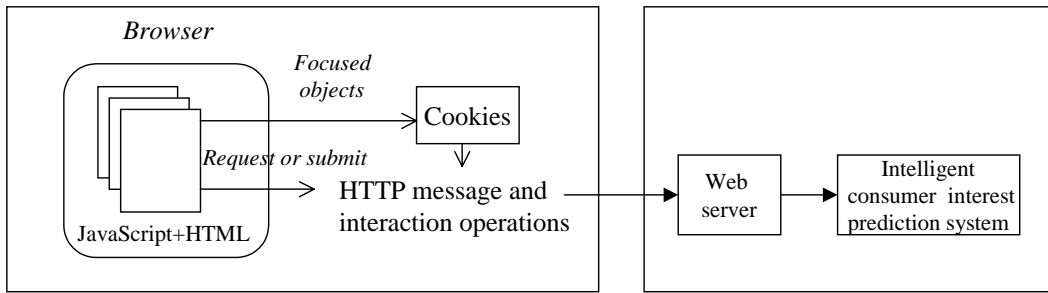 Browser
Focused
objects
Cookies
Request or submit
HTTP message and
interaction operations
JavaScript+HTML
Web
server
Intelligent
consumer interest
prediction system